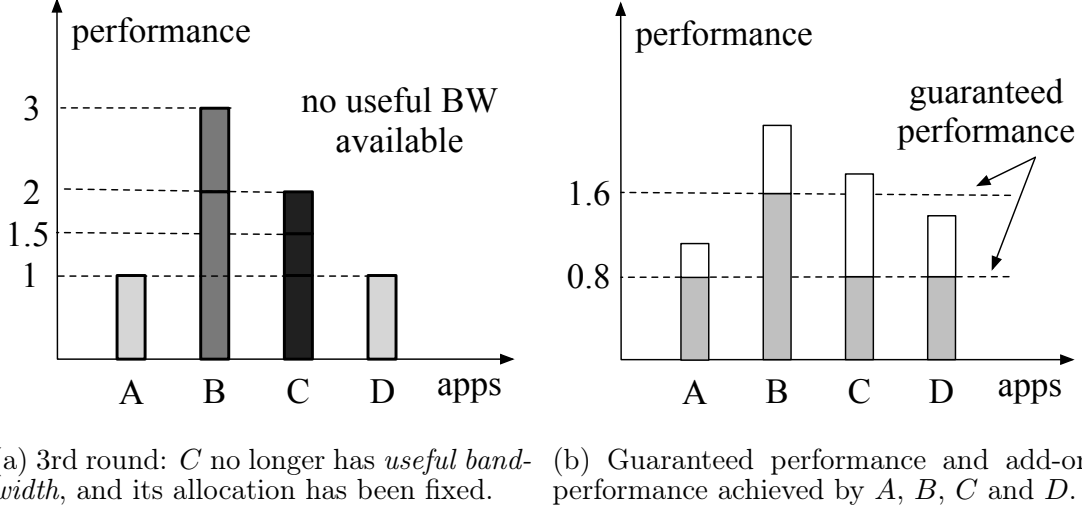 performance
3
no useful BW
available
2
1.5
1
A B C D apps
performance
guaranteed
performance
1.6
0.8
A B C D apps
a) 3rd round: C no longer has useful band-
width, and its allocation has been fixed.
(b) Guaranteed performance and add-on
performance achieved by A, B, C and D.